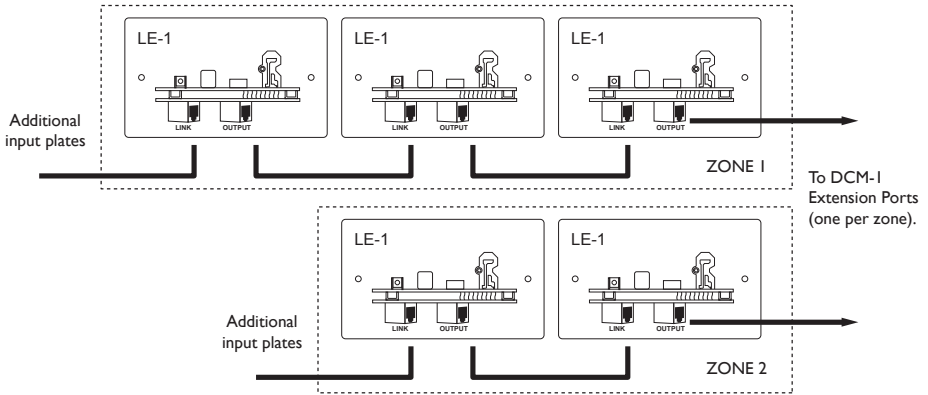 LE-1
LE-1
LE-1
LINK OUTPUT
LINK OUTPUT
LINK OUTPUT
Additional
input plates
ZONE 1
To DCM-1
Extension Ports
(one per zone).
LE-1
LE-1
LINK OUTPUT
LINK OUTPUT
Additional
input plates
ZONE 2